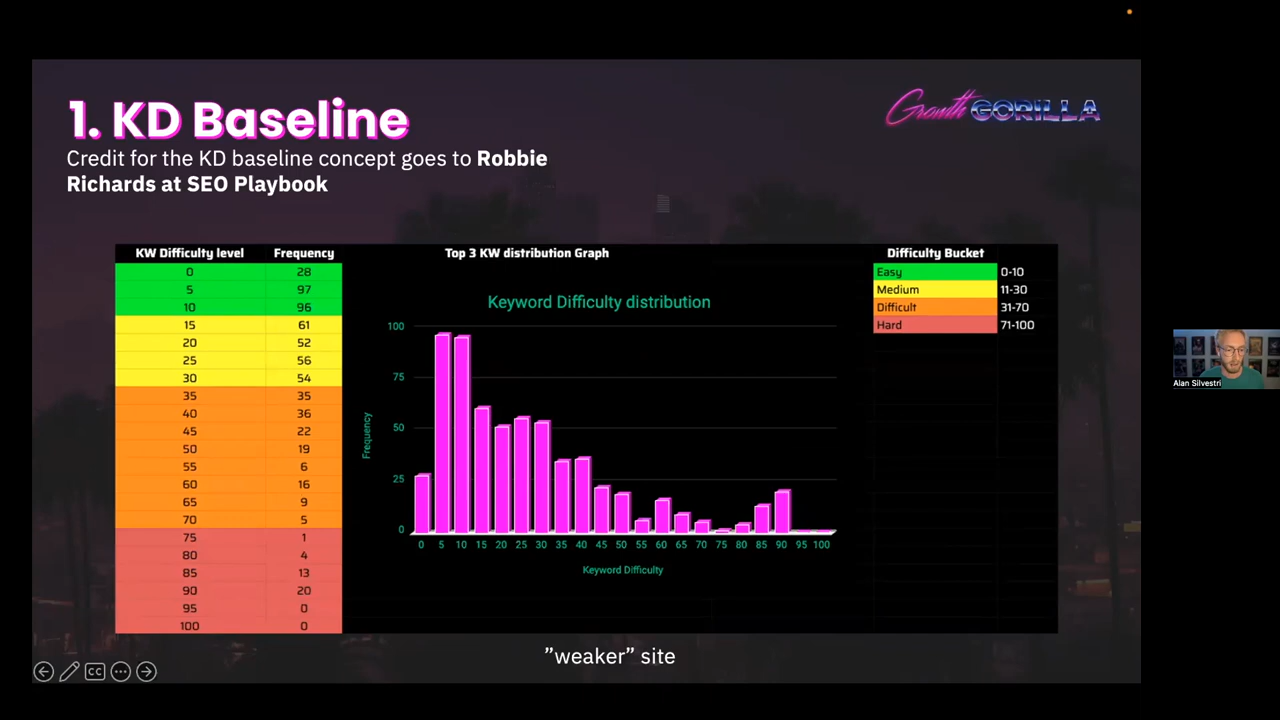 1. KD Baseline
Growth GORILLA
Credit for the KD baseline concept goes to Robbie
Richards at SEO Playbook
KW Difficulty level Frequency
0 28
5 97
10 96
15 61
20 52
25 56
30 54
35 35
40 36
45 22
50 19
55 6
60 16
65 9
70 5
75 1
80 4
85 13
90 20
95 0
100 0
Top 3 KW distribution Graph
Keyword Difficulty distribution
100
75
50
25
0
Frequency
0 5 10 15 20 25 30 35 40 45 50 55 60 65 70 75 80 85 90 95 100
Keyword Difficulty
Difficulty Bucket
Easy 0-10
Medium 11-30
Difficult 31-70
Hard 71-100
Alan Silvestri
”weaker” site
CC